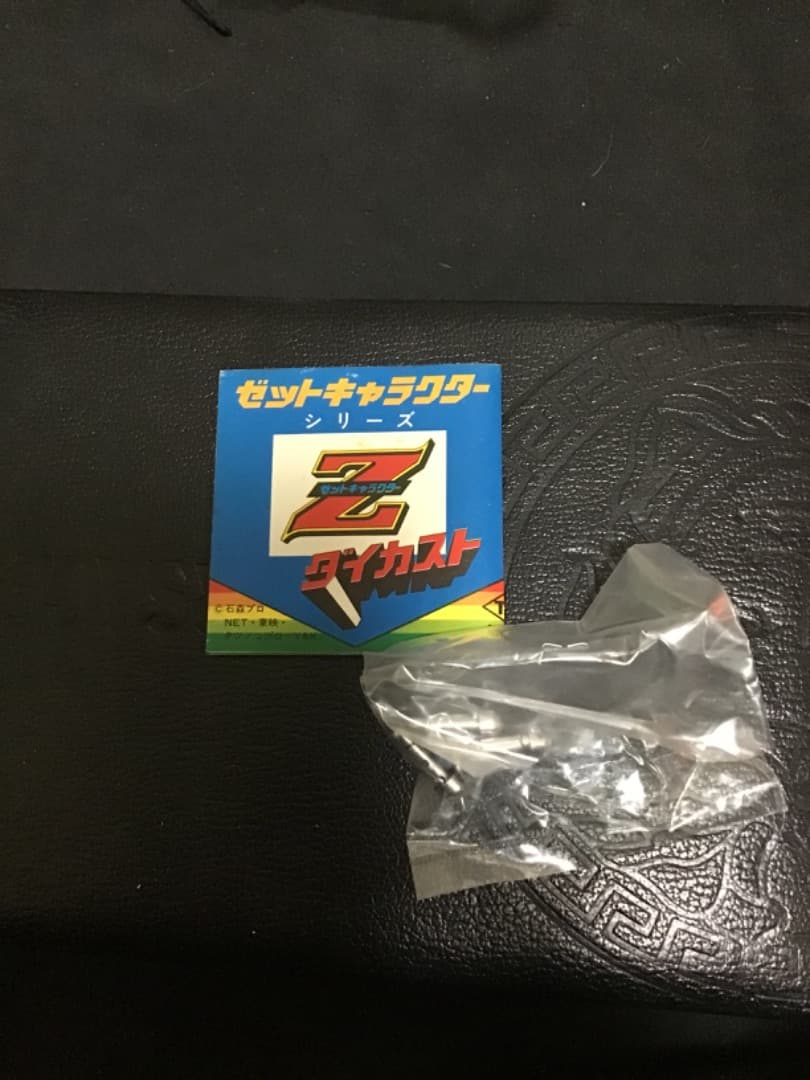 ゼットキャラクター
シリーズ
Z
ゼットキャラクター
ダイカスト
© 石森プロ
NET・東映・
T